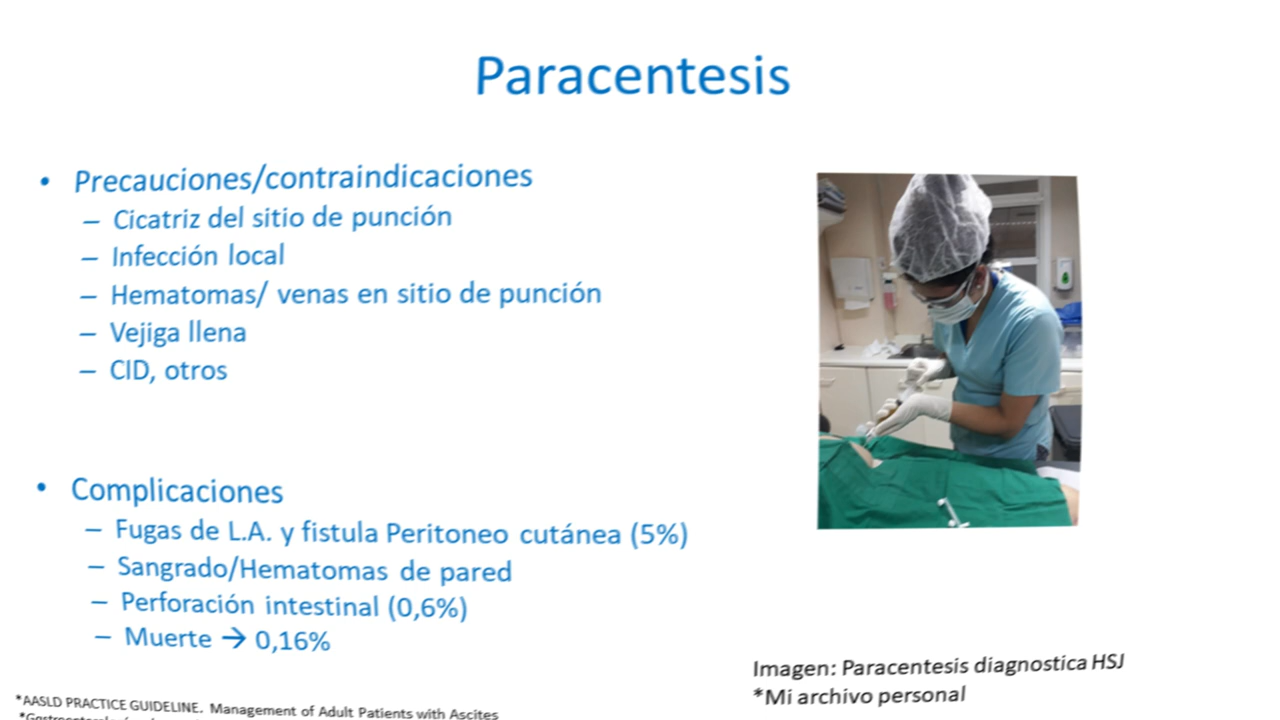 Paracentesis
• Precauciones/contraindicaciones
– Cicatriz del sitio de punción
– Infección local
– Hematomas/ venas en sitio de punción
– Vejiga llena
– CID, otros
• Complicaciones
– Fugas de L.A. y fistula Peritoneo cutánea (5%)
– Sangrado/Hematomas de pared
– Perforación intestinal (0,6%)
– Muerte → 0,16%
Imagen: Paracentesis diagnostica HSJ
*Mi archivo personal
*AASLD PRACTICE GUIDELINE. Management of Adult Patients with Ascites